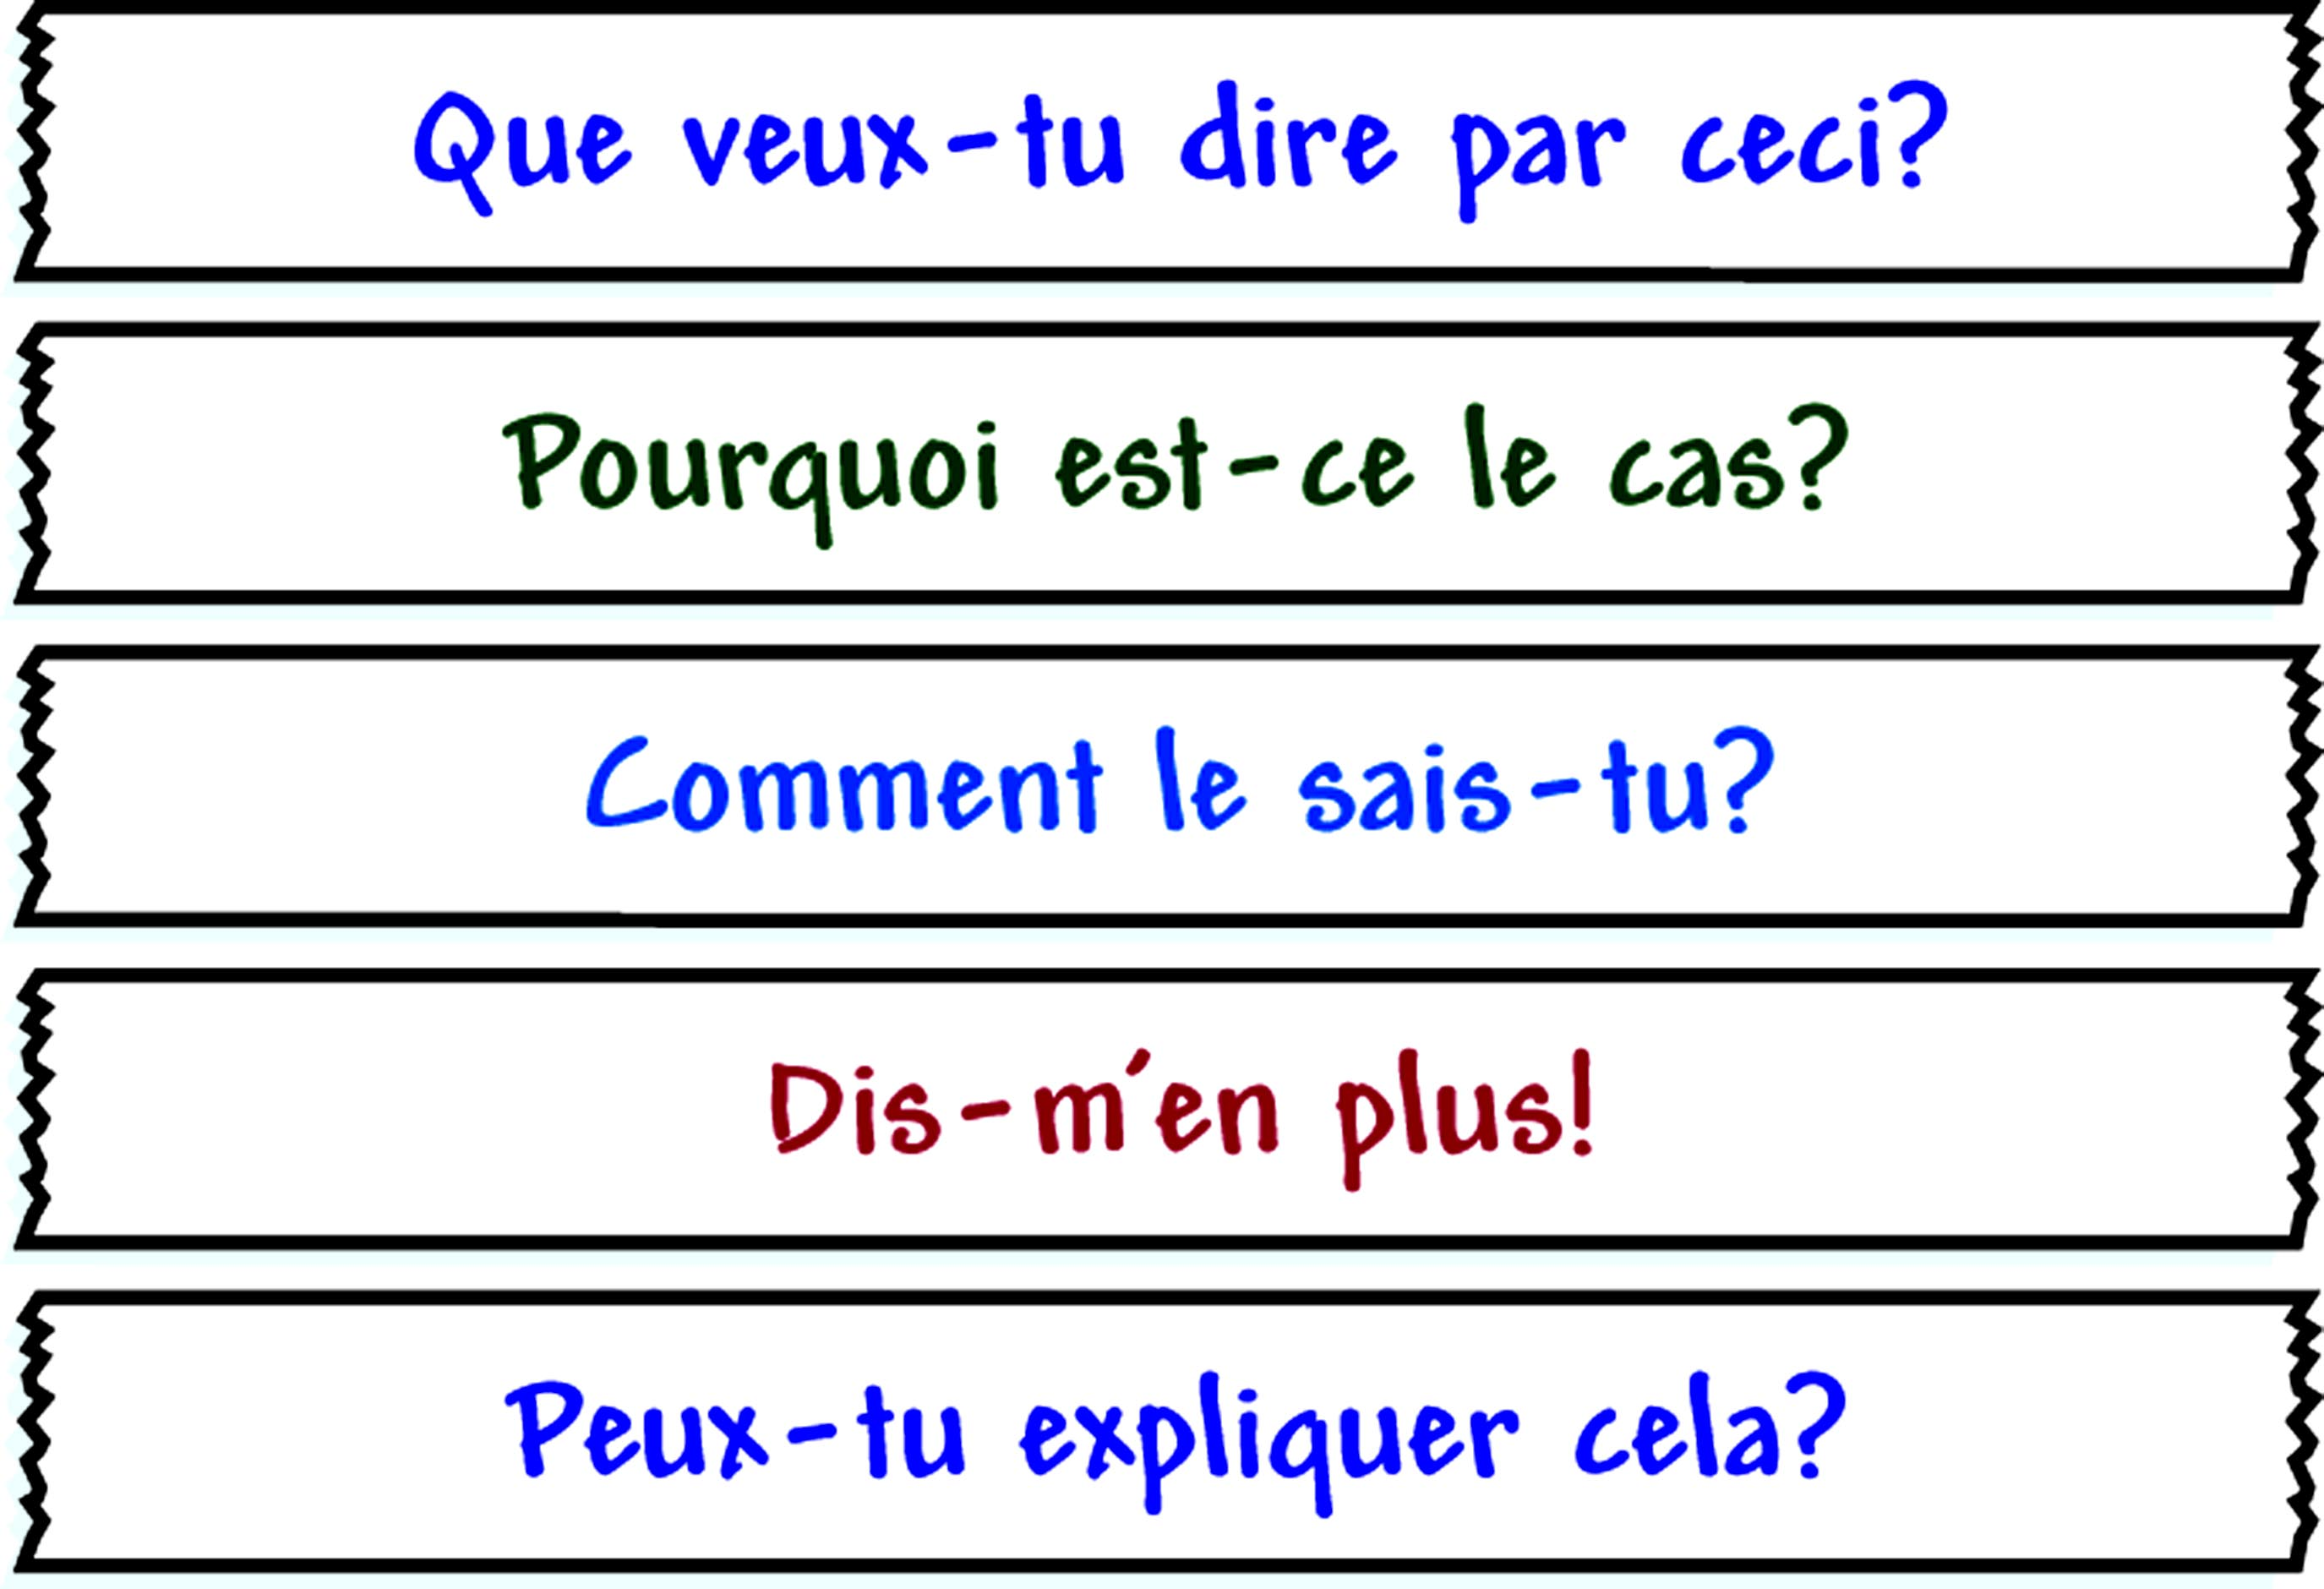 Que veux-tu dire par ceci?
Pourquoi est-ce le cas?
Comment le sais-tu?
Dis-m'en plus!
Peux-tu expliquer cela?